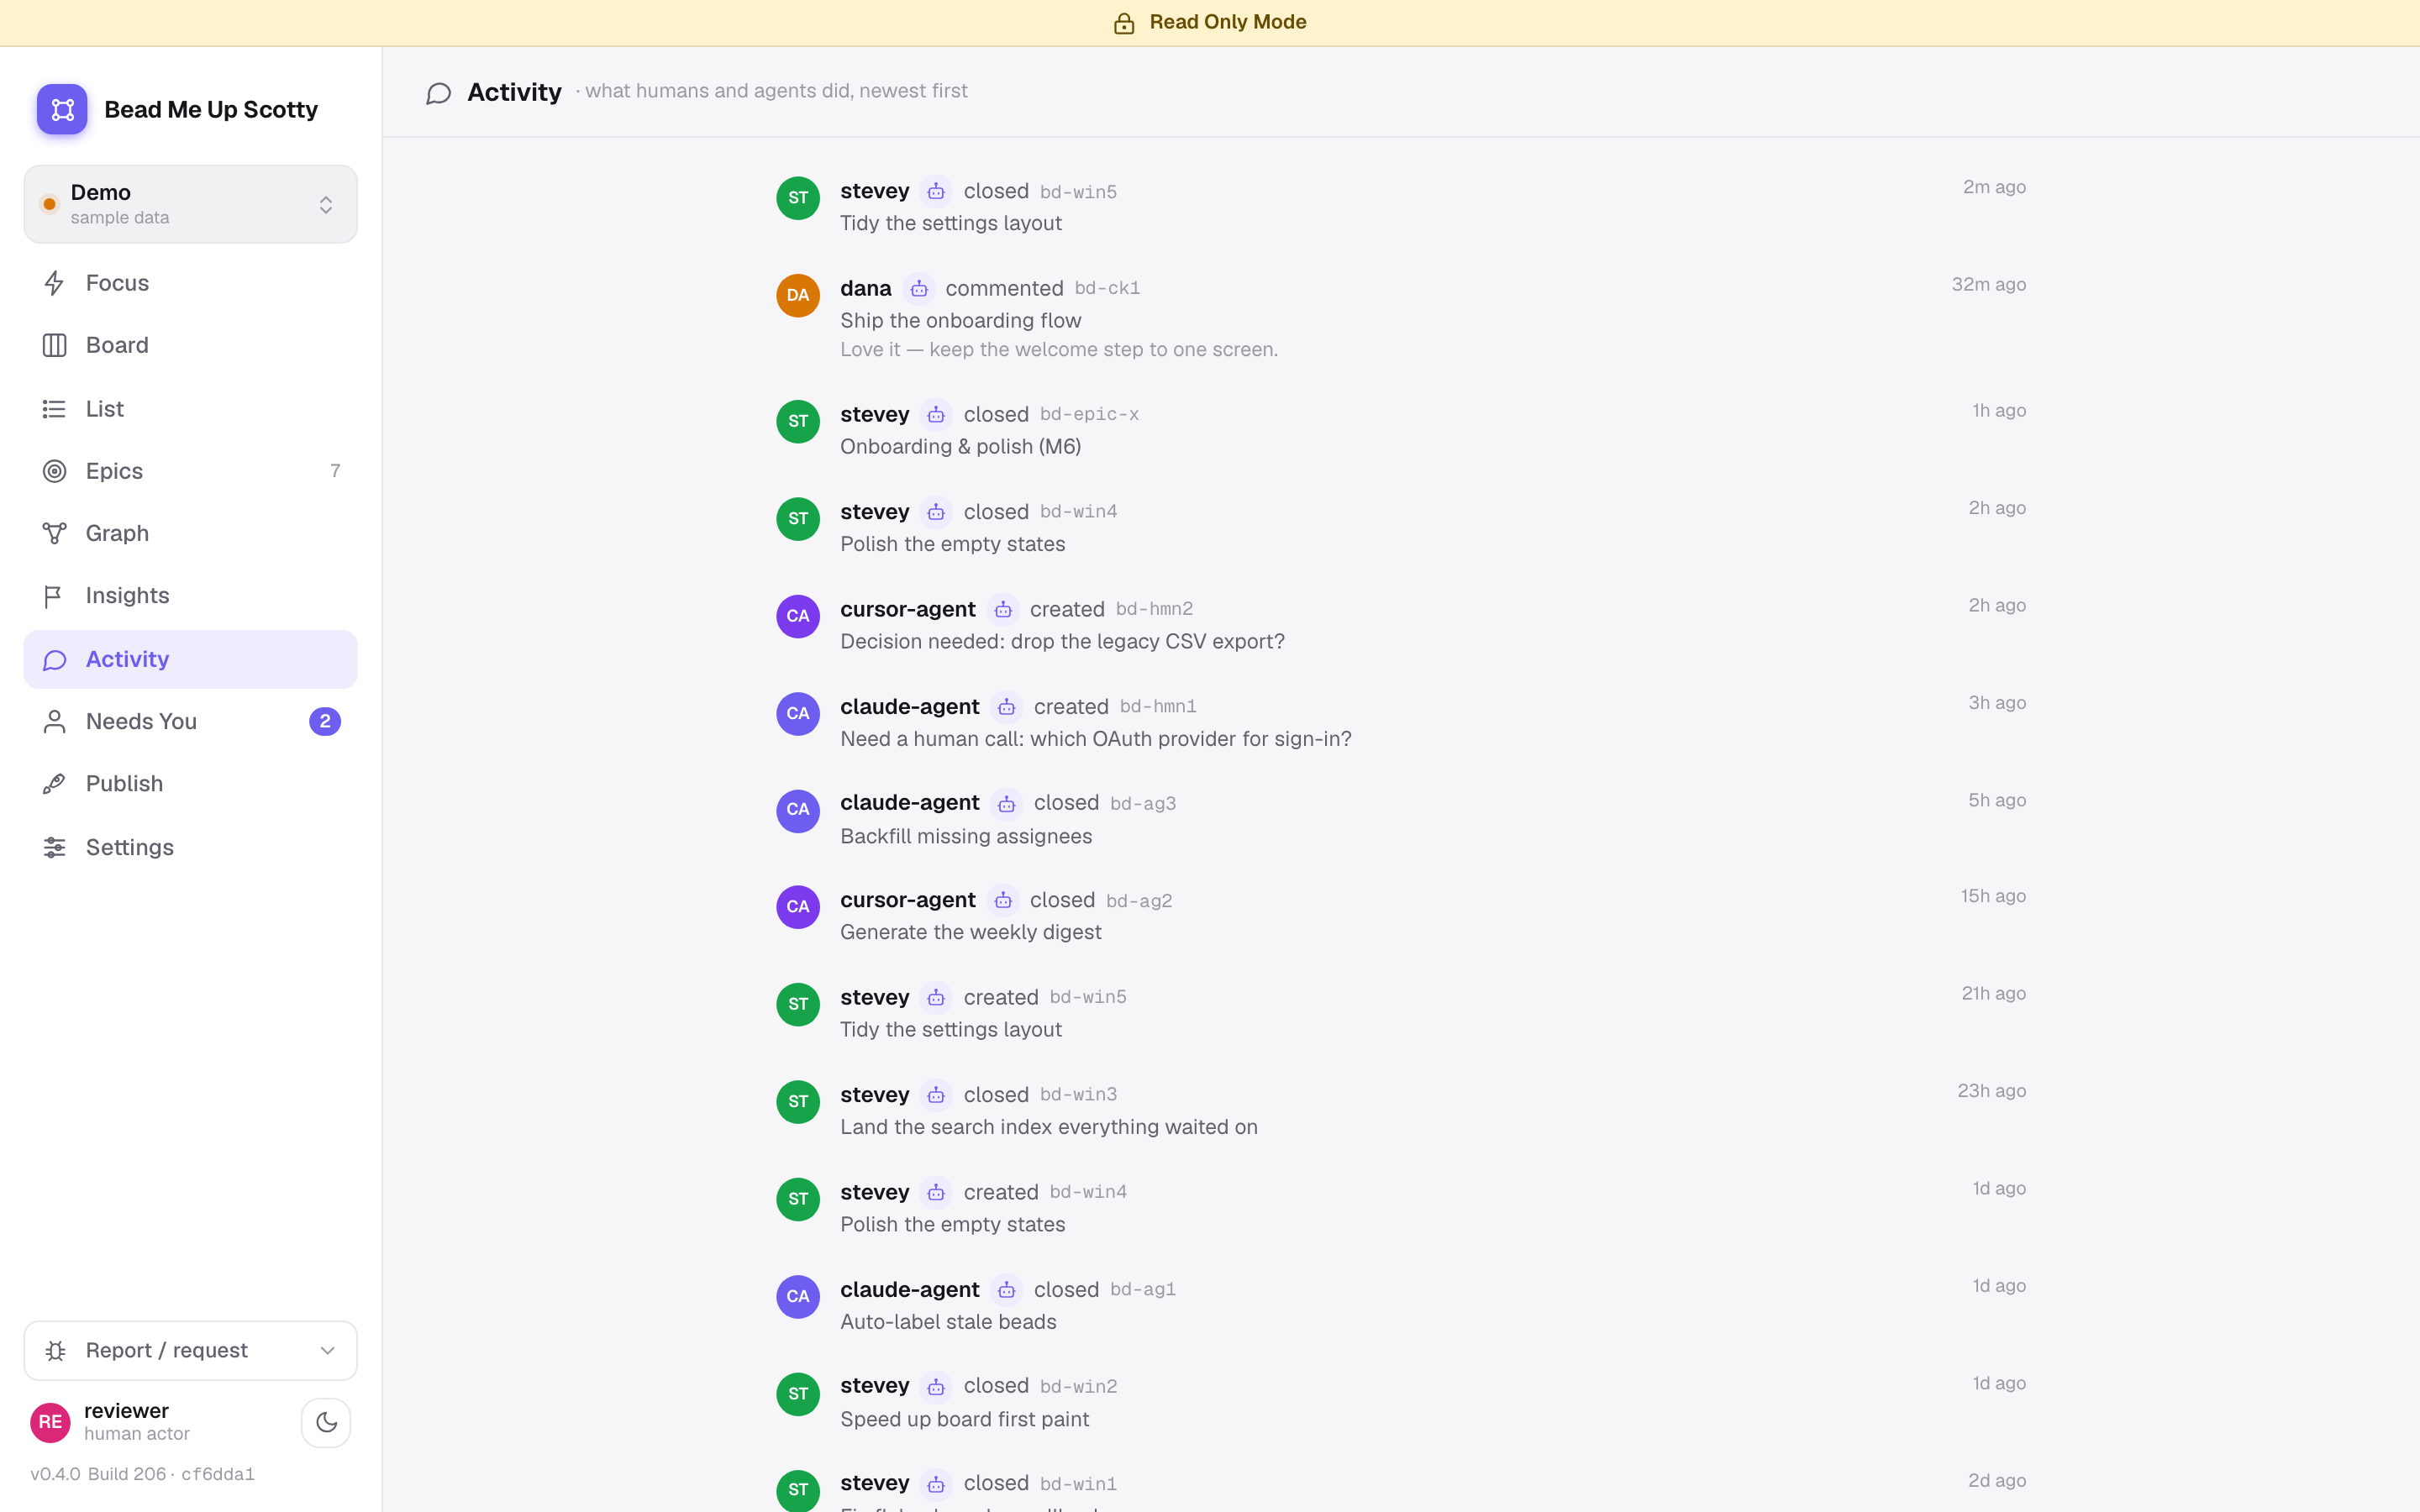 Read Only Mode
Bead Me Up Scotty
Demo
sample data
Focus
Board
List
Epics 7
Graph
Insights
Activity
Needs You 2
Publish
Settings
Report / request
RE reviewer
human actor
v0.4.0 Build 206 · cf6dda1
Activity · what humans and agents did, newest first
ST stevey closed bd-win5 2m ago
Tidy the settings layout
DA dana commented bd-ck1 32m ago
Ship the onboarding flow
Love it — keep the welcome step to one screen.
ST stevey closed bd-epic-x 1h ago
Onboarding & polish (M6)
ST stevey closed bd-win4 2h ago
Polish the empty states
CA cursor-agent created bd-hmn2 2h ago
Decision needed: drop the legacy CSV export?
CA claude-agent created bd-hmn1 3h ago
Need a human call: which OAuth provider for sign-in?
CA claude-agent closed bd-ag3 5h ago
Backfill missing assignees
CA cursor-agent closed bd-ag2 15h ago
Generate the weekly digest
ST stevey created bd-win5 21h ago
Tidy the settings layout
ST stevey closed bd-win3 23h ago
Land the search index everything waited on
ST stevey created bd-win4 1d ago
Polish the empty states
CA claude-agent closed bd-ag1 1d ago
Auto-label stale beads
ST stevey closed bd-win2 1d ago
Speed up board first paint
ST stevey closed bd-win1 2d ago